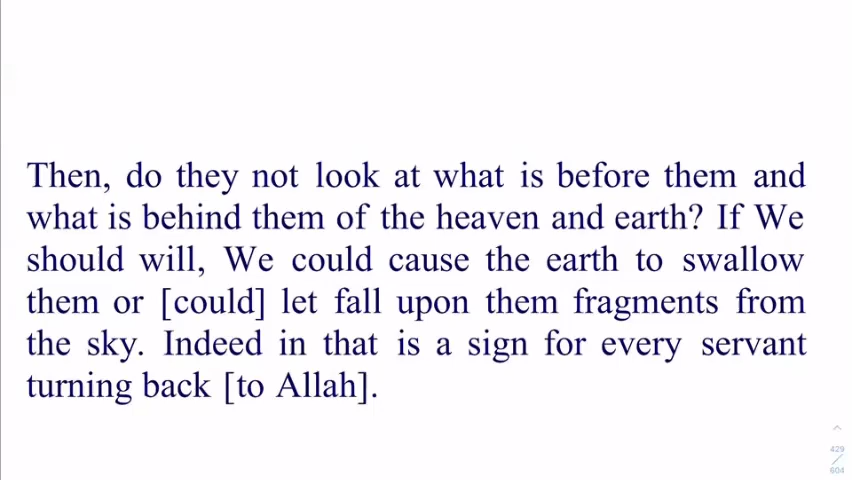 Then, do they not look at what is before them and
what is behind them of the heaven and earth? If We
should will, We could cause the earth to swallow
them or [could] let fall upon them fragments from
the sky. Indeed in that is a sign for every servant
turning back [to Allah].
429
/
604